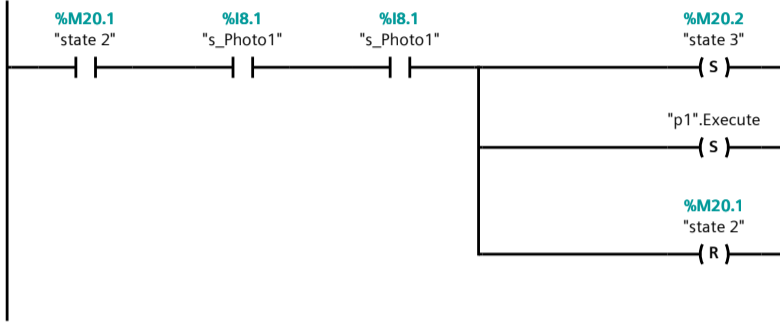 %M20.1 %I8.1 %I8.1 %M20.2
"state 2" "s_Photo1" "s_Photo1" "state 3"
S
"p1".Execute
S
%M20.1
"state 2"
R